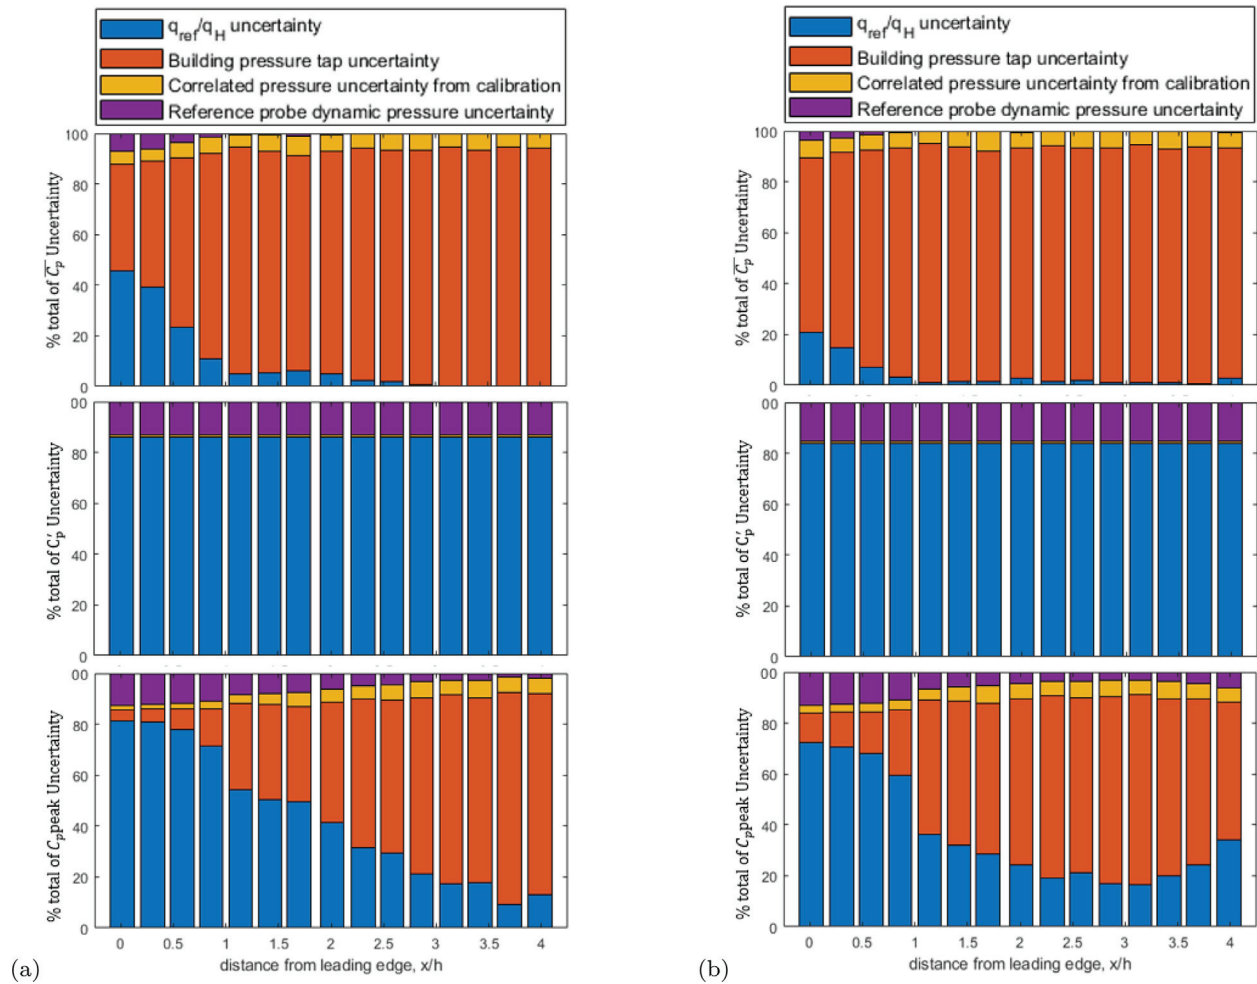 q_ref/q_H uncertainty
Building pressure tap uncertainty
Correlated pressure uncertainty from calibration
Reference probe dynamic pressure uncertainty
100
80
60
40
20
0
% total of C̅_p Uncertainty
00
80
60
40
20
0
% total of C′_p Uncertainty
00
80
60
40
20
0
% total of C_p peak Uncertainty
0 0.5 1 1.5 2 2.5 3 3.5 4
distance from leading edge, x/h
(a)
q_ref/q_H uncertainty
Building pressure tap uncertainty
Correlated pressure uncertainty from calibration
Reference probe dynamic pressure uncertainty
100
80
60
40
20
0
% total of C̅_p Uncertainty
00
80
60
40
20
0
% total of C′_p Uncertainty
00
80
60
40
20
0
% total of C_p peak Uncertainty
0 0.5 1 1.5 2 2.5 3 3.5 4
distance from leading edge, x/h
(b)